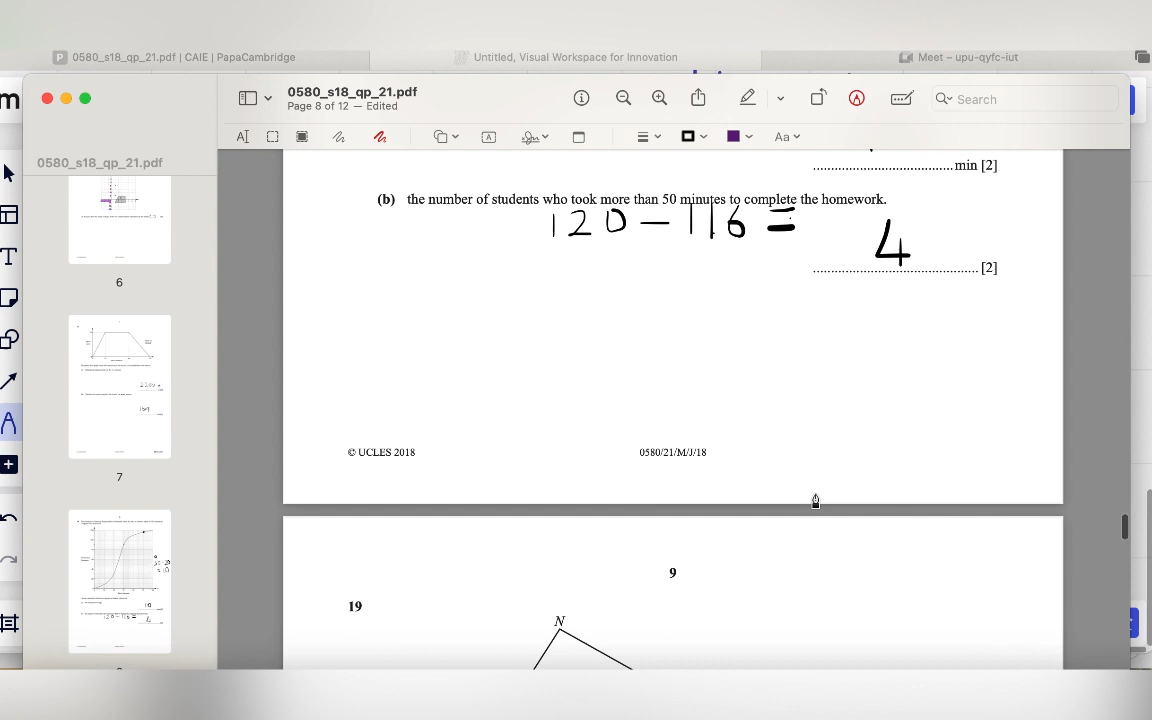 0580_s18_qp_21.pdf | CAIE | PapaCambridge
Untitled, Visual Workspace for Innovation
Meet – upu-qyfc-iut
0580_s18_qp_21.pdf
Page 8 of 12 — Edited
Search
Aa
0580_s18_qp_21.pdf
6
7
min [2]
(b) the number of students who took more than 50 minutes to complete the homework.
120 - 116 =
4
[2]
© UCLES 2018
0580/21/M/J/18
9
19
N